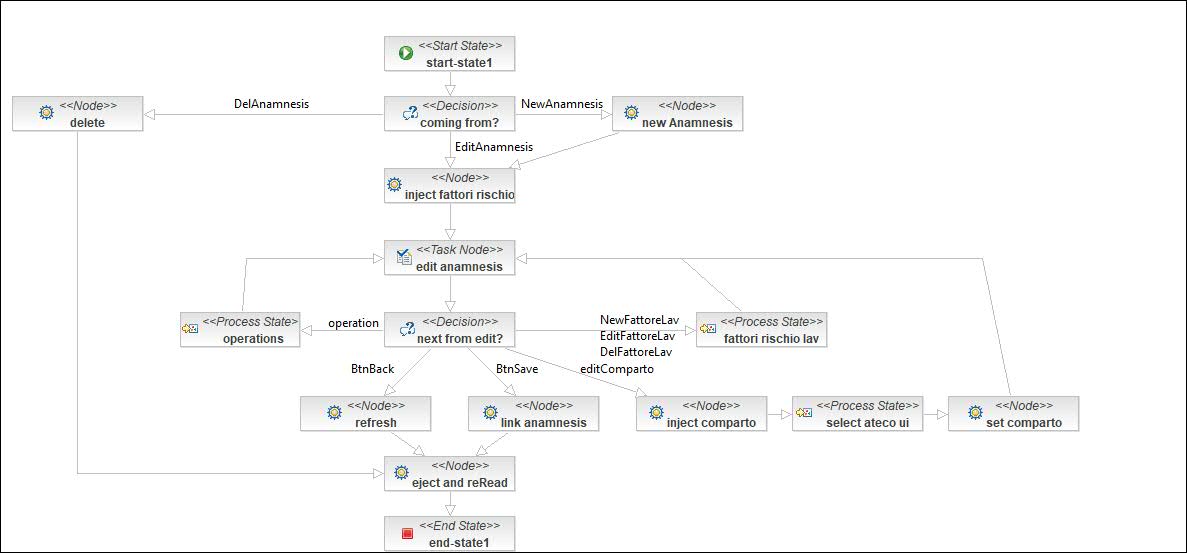 <<Start State>>
start-state1
<<Node>>
delete
DelAnamnesis
<<Decision>>
coming from?
NewAnamnesis
<<Node>>
new Anamnesis
EditAnamnesis
<<Node>>
inject fattori rischio
<<Task Node>>
edit anamnesis
<<Process State>
operations
operation
<<Decision>>
next from edit?
NewFattoreLav
EditFattoreLav
DelFattoreLav
<<Process State>>
fattori rischio lav
BtnBack
BtnSave
editComparto
<<Node>>
refresh
<<Node>>
link anamnesis
<<Node>>
inject comparto
<<Process State>>
select ateco ui
<<Node>>
set comparto
<<Node>>
eject and reRead
<<End State>>
end-state1